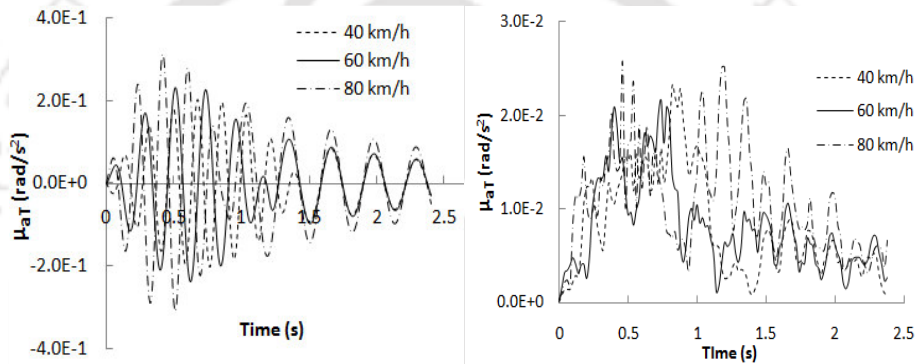 4.0E-1
2.0E-1
0.0E+0
-2.0E-1
-4.0E-1
µaT (rad/s²)
40 km/h
60 km/h
80 km/h
0 0.5 1 1.5 2 2.5
Time (s)
3.0E-2
2.0E-2
1.0E-2
0.0E+0
µaT (rad/s²)
40 km/h
60 km/h
80 km/h
0 0.5 1 1.5 2 2.5
TIme (s)